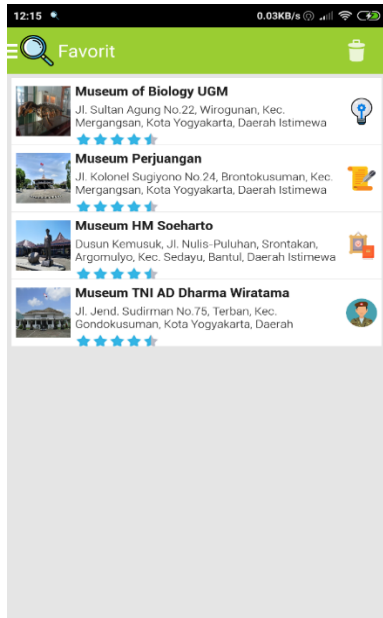 12:15
0.03KB/s
Favorit
Museum of Biology UGM
Jl. Sultan Agung No.22, Wirogunan, Kec.
Mergangsan, Kota Yogyakarta, Daerah Istimewa
Museum Perjuangan
Jl. Kolonel Sugiyono No.24, Brontokusuman, Kec.
Mergangsan, Kota Yogyakarta, Daerah Istimewa
Museum HM Soeharto
Dusun Kemusuk, Jl. Nulis-Puluhan, Srontakan,
Argomulyo, Kec. Sedayu, Bantul, Daerah Istimewa
Museum TNI AD Dharma Wiratama
Jl. Jend. Sudirman No.75, Terban, Kec.
Gondokusuman, Kota Yogyakarta, Daerah